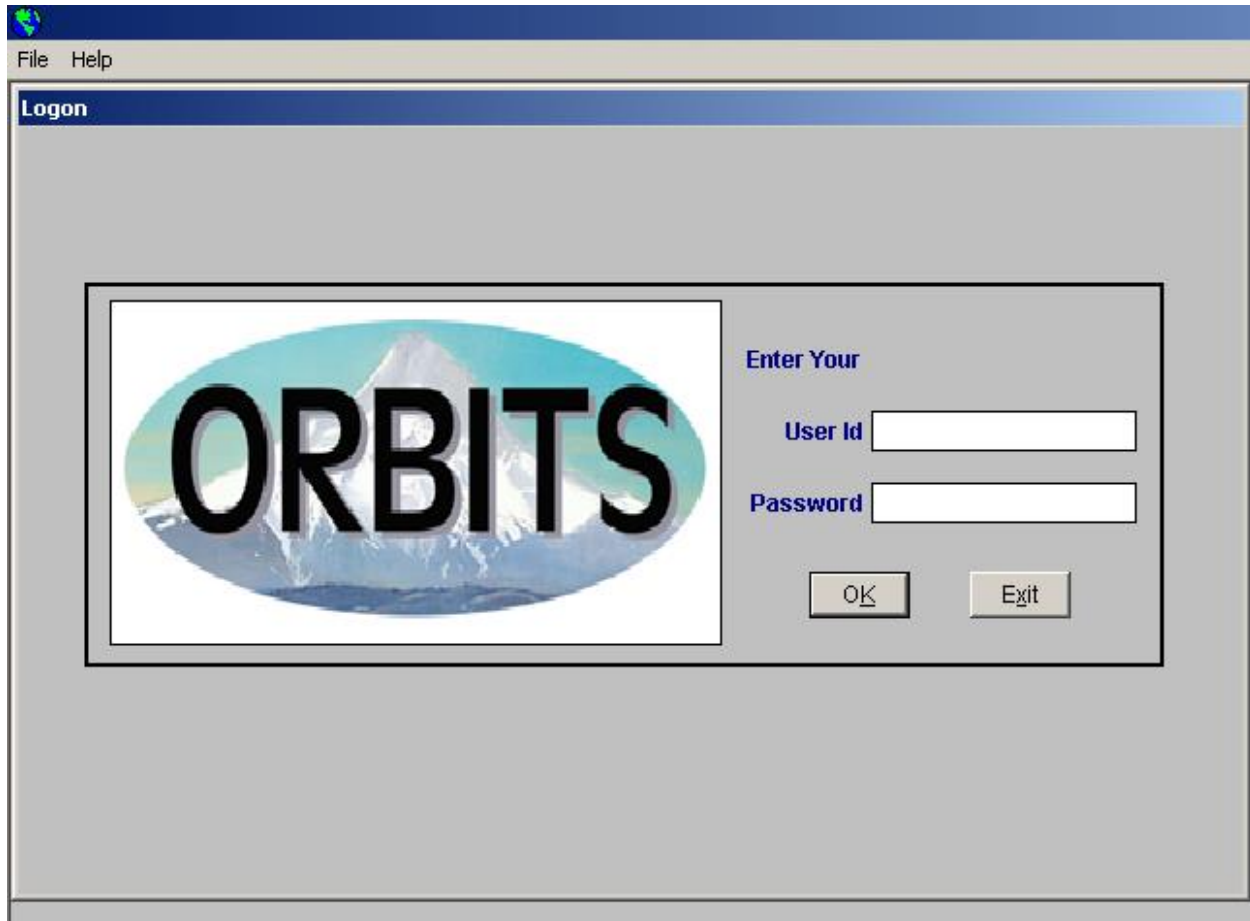 File Help
Logon
ORBITS
Enter Your
User Id
Password
OK Exit